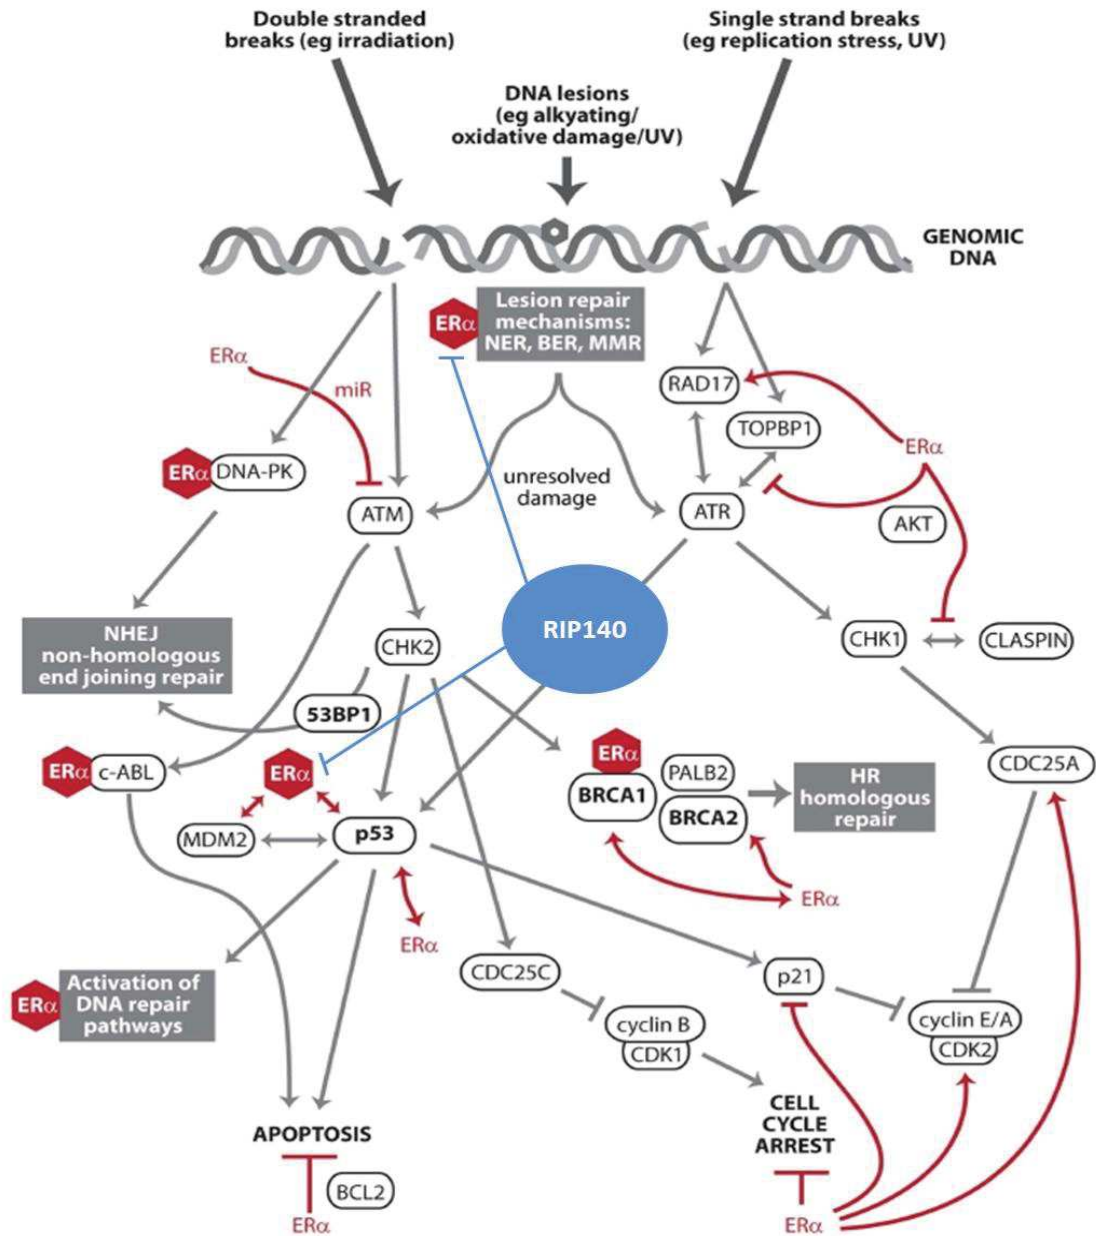 Double stranded
breaks (eg irradiation)
Single strand breaks
(eg replication stress, UV)
DNA lesions
(eg alkyating/
oxidative damage/UV)
GENOMIC
DNA
ERα
Lesion repair
mechanisms:
NER, BER, MMR
ERα
miR
RAD17
TOPBP1
ERα
ERα
DNA-PK
unresolved
damage
ATM
ATR
AKT
NHEJ
non-homologous
end joining repair
CHK2
RIP140
CHK1
CLASPIN
53BP1
ERα
c-ABL
ERα
ERα
BRCA1
PALB2
BRCA2
HR
homologous
repair
CDC25A
MDM2
p53
ERα
ERα
ERα
Activation of
DNA repair
pathways
CDC25C
p21
cyclin B
CDK1
cyclin E/A
CDK2
APOPTOSIS
CELL
CYCLE
ARREST
BCL2
ERα
ERα